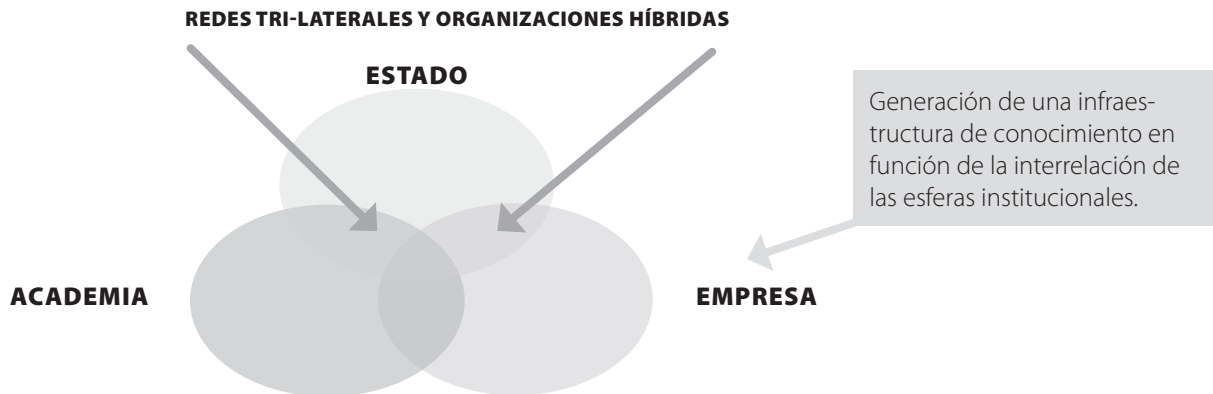 REDES TRI-LATERALES Y ORGANIZACIONES HÍBRIDAS
ESTADO
Generación de una infraes-
tructura de conocimiento en
función de la interrelación de
las esferas institucionales.
ACADEMIA
EMPRESA